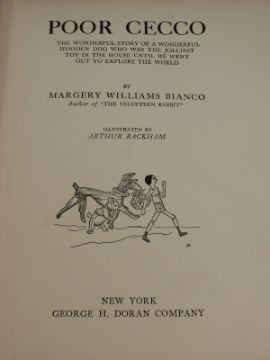 POOR CECCO
THE WONDERFUL STORY OF A WONDERFUL
WOODEN DOG WHO WAS THE JOLLIEST
TOY IN THE HOUSE UNTIL HE WENT
OUT TO EXPLORE THE WORLD
BY
MARGERY WILLIAMS BIANCO
Author of "THE VELVETEEN RABBIT"
ILLUSTRATED BY
ARTHUR RACKHAM
NEW YORK
GEORGE H. DORAN COMPANY